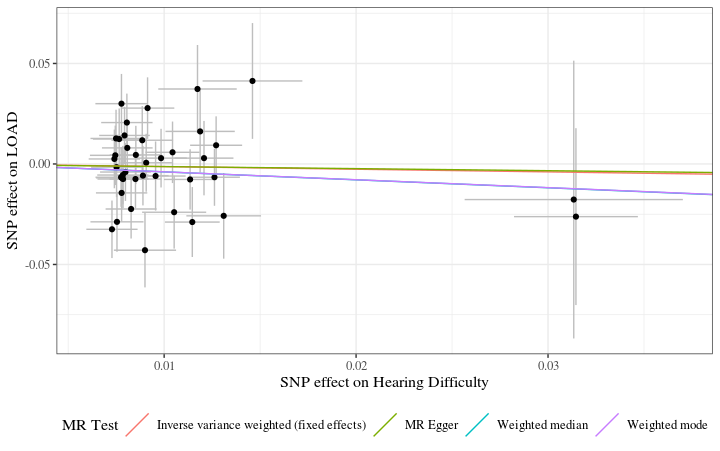 SNP effect on LOAD
0.05
0.00
-0.05
0.01
0.02
0.03
SNP effect on Hearing Difficulty
MR Test
Inverse variance weighted (fixed effects)
MR Egger
Weighted median
Weighted mode